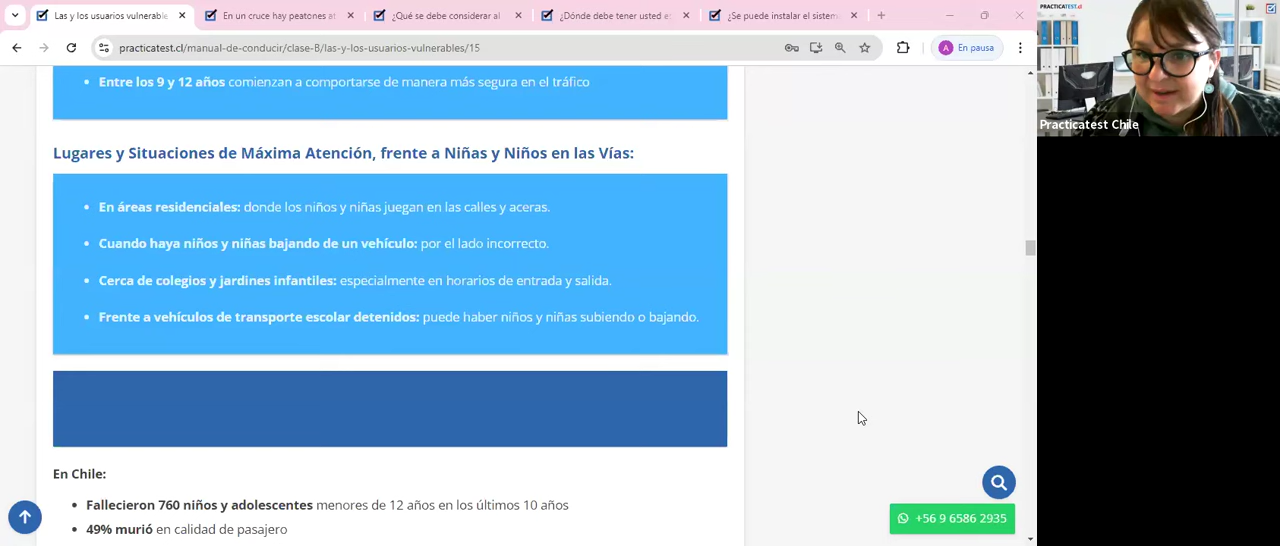 Las y los usuarios vulnerable
En un cruce hay peatones at
¿Qué se debe considerar al
¿Dónde debe tener usted es
¿Se puede instalar el sistem
practicatest.cl/manual-de-conducir/clase-B/las-y-los-usuarios-vulnerables/15
A En pausa
PRACTICATEST.cl
Practicatest Chile
• Entre los 9 y 12 años comienzan a comportarse de manera más segura en el tráfico
Lugares y Situaciones de Máxima Atención, frente a Niñas y Niños en las Vías:
• En áreas residenciales: donde los niños y niñas juegan en las calles y aceras.
• Cuando haya niños y niñas bajando de un vehículo: por el lado incorrecto.
• Cerca de colegios y jardines infantiles: especialmente en horarios de entrada y salida.
• Frente a vehículos de transporte escolar detenidos: puede haber niños y niñas subiendo o bajando.
En Chile:
• Fallecieron 760 niños y adolescentes menores de 12 años en los últimos 10 años
• 49% murió en calidad de pasajero
+56 9 6586 2935